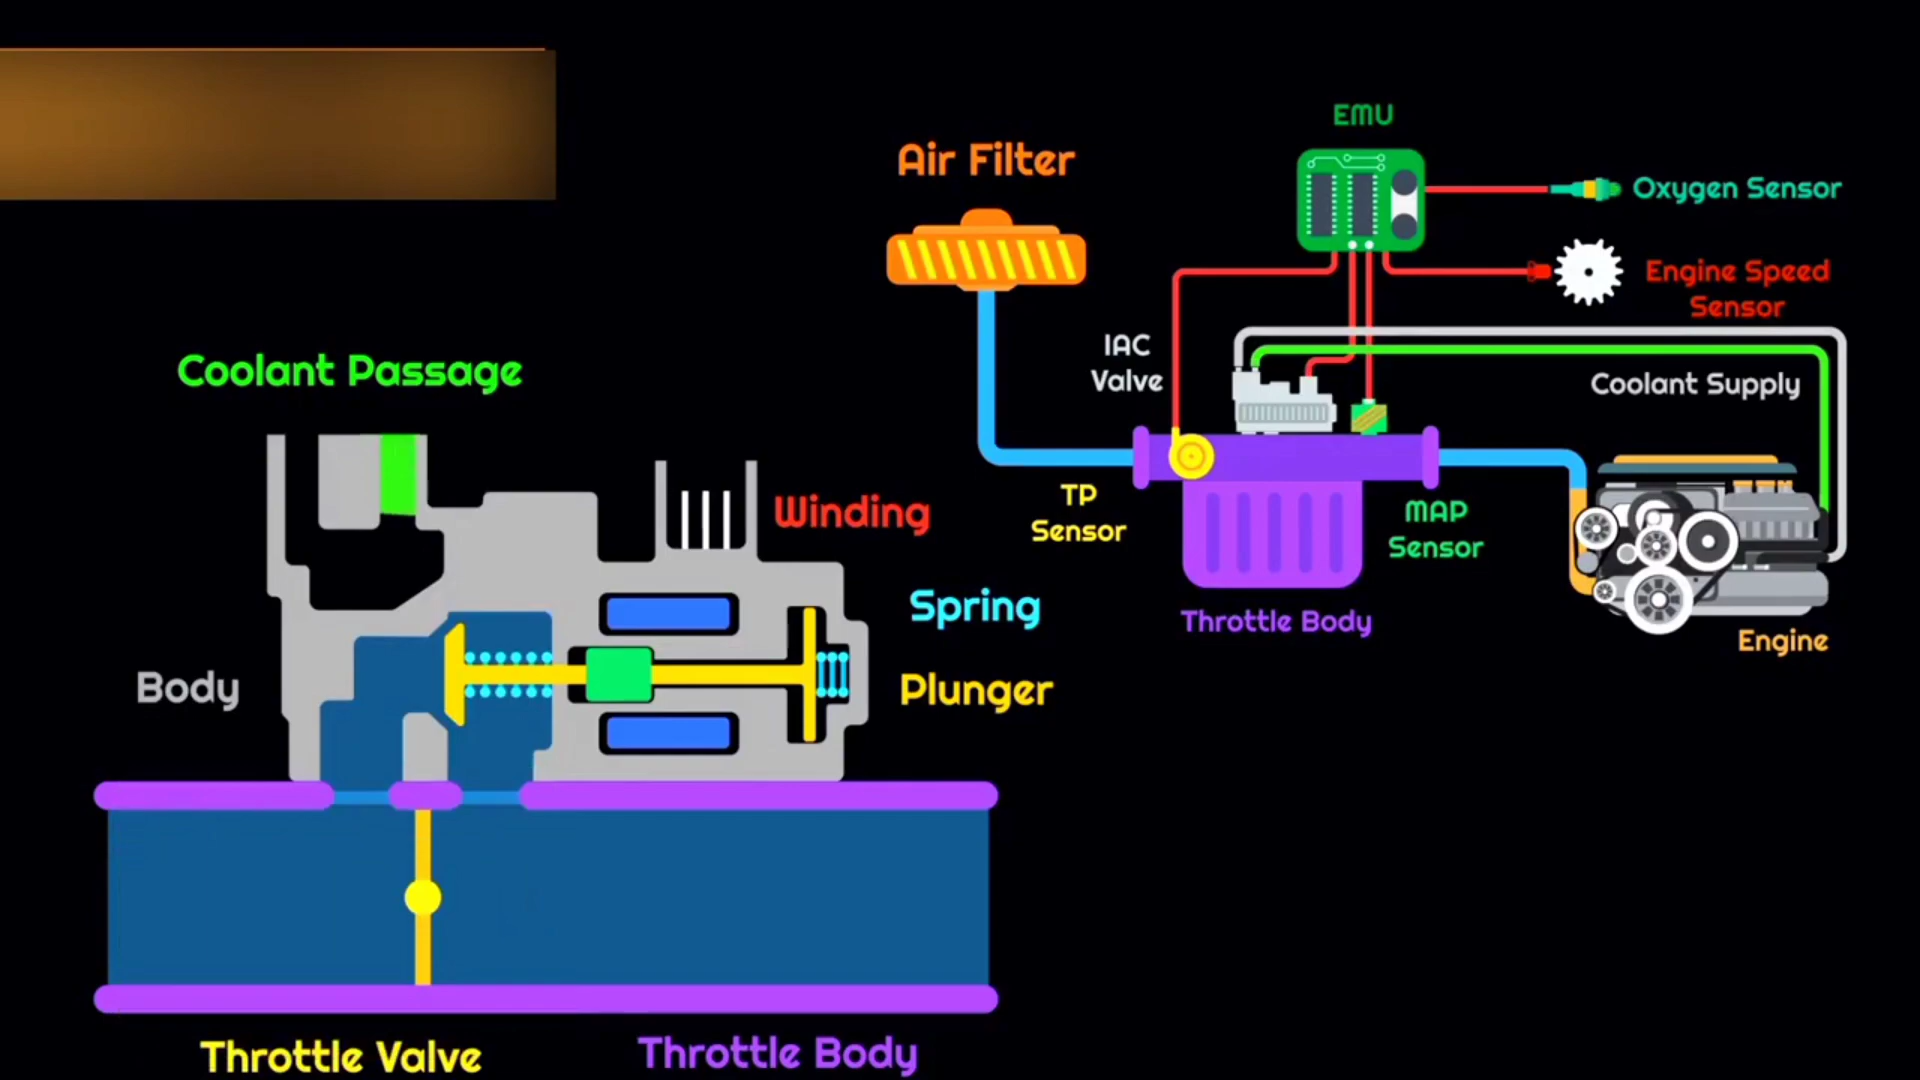 EMU
Air Filter
Oxygen Sensor
Engine Speed
Sensor
IAC
Valve
Coolant Supply
Coolant Passage
TP
Sensor
MAP
Sensor
Winding
Spring
Throttle Body
Engine
Body
Plunger
Throttle Valve
Throttle Body